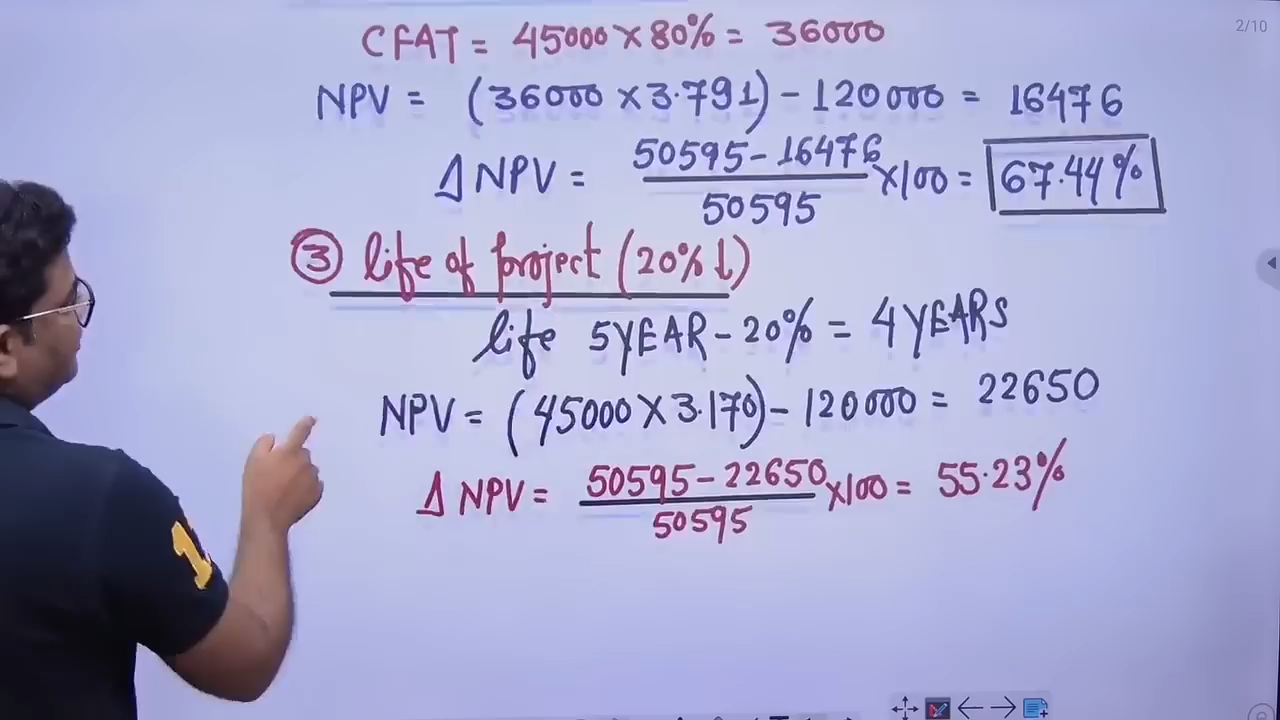 2/10
CFAT = 45000 × 80% = 36000
NPV = (36000 × 3.791) - 120000 = 16476
Δ NPV = 50595 - 16476 / 50595 ×100 = 67.44%
③ life of project (20% ↓)
life 5YEAR - 20% = 4YEARS
NPV = (45000 × 3.170) - 120000 = 22650
Δ NPV = 50595 - 22650 / 50595 ×100 = 55.23%
1